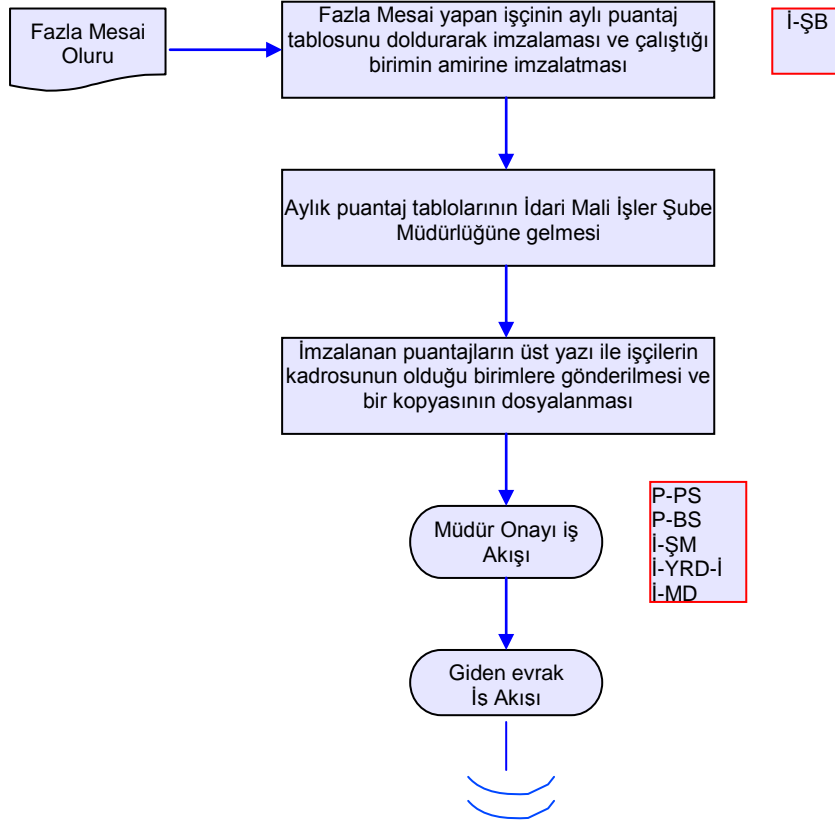 Fazla Mesai
Oluru
Fazla Mesai yapan işçinin aylı puantaj
tablosunu doldurarak imzalaması ve çalıştığı
birimin amirine imzalatması
İ-ŞB
Aylık puantaj tablolarının İdari Mali İşler Şube
Müdürlüğüne gelmesi
İmzalanan puantajların üst yazı ile işçilerin
kadrosunun olduğu birimlere gönderilmesi ve
bir kopyasının dosyalanması
Müdür Onayı iş
Akışı
P-PS
P-BS
İ-ŞM
İ-YRD-İ
İ-MD
Giden evrak
İs Akısı